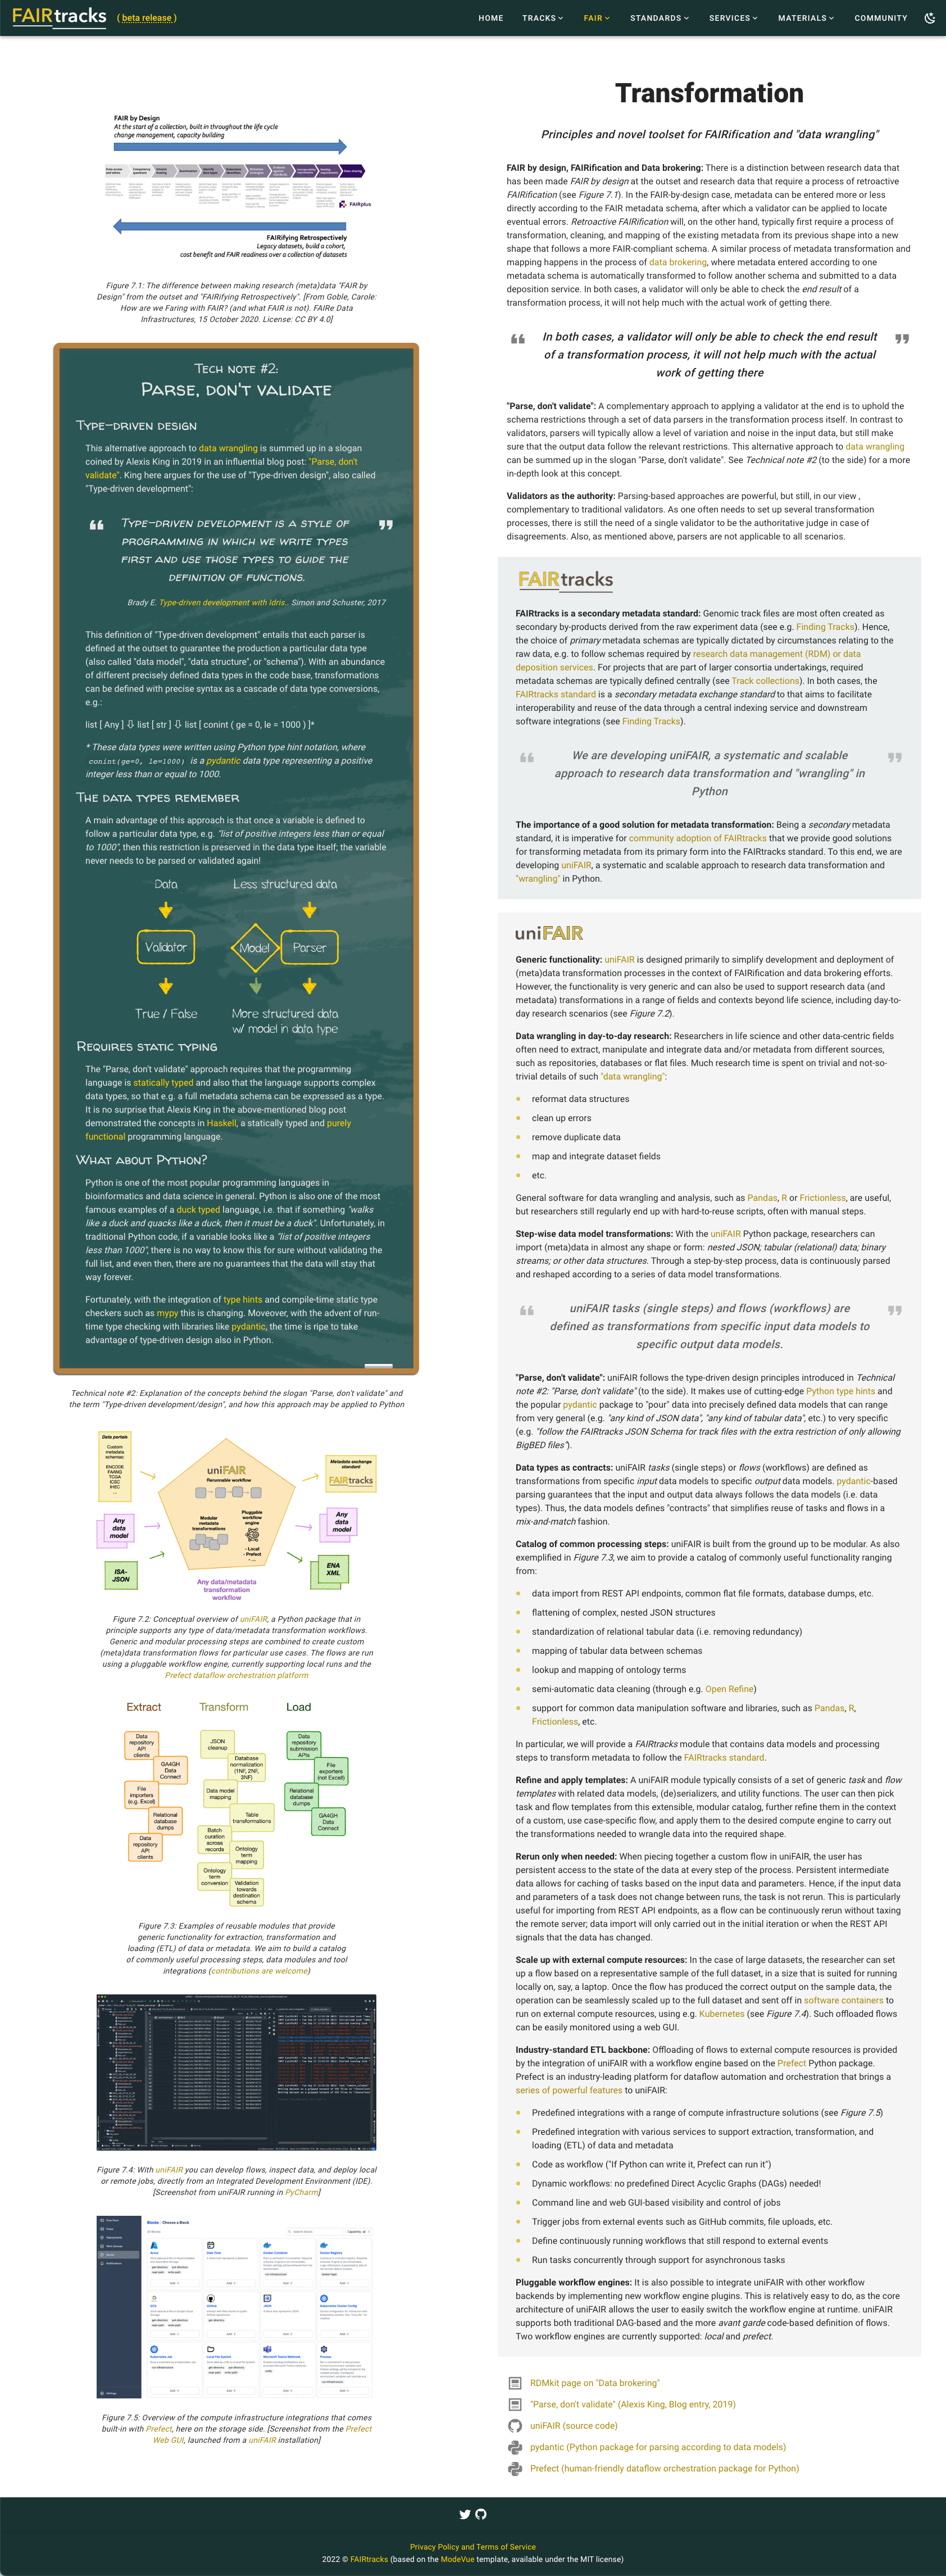 FAIRtracks
( beta release )
HOME
TRACKS
FAIR
STANDARDS
SERVICES
MATERIALS
COMMUNITY
FAIR by Design
At the start of a collection, built in throughout the life cycle
change management, capacity building
FAIRplus
FAIRifying Retrospectively
Legacy datasets, build a cohort,
cost benefit and FAIR readiness over a collection of datasets
Figure 7.1: The difference between making research (meta)data "FAIR by
Design" from the outset and "FAIRifying Retrospectively". [From Goble, Carole:
How are we Faring with FAIR? (and what FAIR is not). FAIRe Data
Infrastructures, 15 October 2020. License: CC BY 4.0]
Tech note #2:
Parse, don't validate
Type-driven design
This alternative approach to data wrangling is summed up in a slogan
coined by Alexis King in 2019 in an influential blog post: "Parse, don't
validate". King here argues for the use of "Type-driven design", also called
"Type-driven development":
Type-driven development is a style of
programming in which we write types
first and use those types to guide the
definition of functions.
Brady E. Type-driven development with Idris.. Simon and Schuster, 2017
This definition of "Type-driven development" entails that each parser is
defined at the outset to guarantee the production a particular type
(also called "data model", "data structure", or "schema"). With an abundance
of different precisely defined data types in the code base, transformations
can be defined with precise syntax as a cascade of data type conversions,
e.g.:
list [ Any ] ⇩ list [ str ] ⇩ list [ conint ( ge = 0, le = 1000 ) ]*
* These data types were written using Python type hint notation, where
conint(ge=0, le=1000) is a pydantic data type representing a positive
integer less than or equal to 1000.
The data types remember
A main advantage of this approach is that once a variable is defined to
follow a particular data type, e.g. "list of positive integers less than or equal
to 1000", then this restriction is preserved in the data type itself; the variable
never needs to be parsed or validated again!
Data
Less structured data
Validator
Model
Parser
True / False
More structured data
w/ model in data type
Requires static typing
The "Parse, don't validate" approach requires that the programming
language is statically typed and also that the language supports complex
data types, so that e.g. a full metadata schema can be expressed as a type.
It is no surprise that Alexis King in the above-mentioned blog post
demonstrated the concepts in Haskell, a statically typed and purely
functional programming language.
What about Python?
Python is one of the most popular programming languages in
bioinformatics and data science in general. Python is also one of the most
famous examples of a duck typed language, i.e. that if something "walks
like a duck and quacks like a duck, then it must be a duck". Unfortunately, in
traditional Python code, if a variable looks like a "list of positive integers
less than 1000", there is no way to know this for sure without validating the
full list, and even then, there are no guarantees that the data will stay that
way forever.
Fortunately, with the integration of type hints and compile-time static type
checkers such as mypy this is changing. Moveover, with the advent of run-
time type checking with libraries like pydantic, the time is ripe to take
advantage of type-driven design also in Python.
Technical note #2: Explanation of the concepts behind the slogan "Parse, don't validate" and
the term "Type-driven development/design", and how this approach may be applied to Python
Data portals
Custom
metadata
schemas:
ENCODE
FAANG
TCGA
ICGC
IHEC
...
Any
data
model
ISA-
JSON
uniFAIR
Rerunnable workflow
Modular
metadata
transformations
Pluggable
workflow
engine
- Local
- Prefect
- ...
Any data/metadata
transformation
workflow
Metadata exchange
standard
FAIRtracks
Any
data
model
ENA
XML
Figure 7.2: Conceptual overview of uniFAIR, a Python package that in
principle supports any type of data/metadata transformation workflows.
Generic and modular processing steps are combined to create custom
(meta)data transformation flows for particular use cases. The flows are run
using a pluggable workflow engine, currently supporting local runs and the
Prefect dataflow orchestration platform
Extract
Transform
Load
Data
repository
API
clients
GA4GH
Data
Connect
File
importers
(e.g. Excel)
Relational
database
dumps
Data
repository
API
clients
JSON
cleanup
Database
normalization
(1NF, 2NF,
3NF)
Data model
mapping
Table
transformations
Batch
curation
across
records
Ontology
term
mapping
Ontology
term
conversion
Validation
towards
destination
schema
Data
repository
submission
APIs
File
exporters
(not Excel!)
Relational
database
dumps
GA4GH
Data
Connect
Figure 7.3: Examples of reusable modules that provide
generic functionality for extraction, transformation and
loading (ETL) of data or metadata. We aim to build a catalog
of commonly useful processing steps, data modules and tool
integrations (contributions are welcome)
Figure 7.4: With uniFAIR you can develop flows, inspect data, and deploy local
or remote jobs, directly from an Integrated Development Environment (IDE).
[Screenshot from uniFAIR running in PyCharm]
Blocks / Choose a Block
Figure 7.5: Overview of the compute infrastructure integrations that comes
built-in with Prefect, here on the storage side. [Screenshot from the Prefect
Web GUI, launched from a uniFAIR installation]
Transformation
Principles and novel toolset for FAIRification and "data wrangling"
FAIR by design, FAIRification and Data brokering: There is a distinction between research data that
has been made FAIR by design at the outset and research data that require a process of retroactive
FAIRification (see Figure 7.1). In the FAIR-by-design case, metadata can be entered more or less
directly according to the FAIR metadata schema, after which a validator can be applied to locate
eventual errors. Retroactive FAIRification will, on the other hand, typically first require a process of
transformation, cleaning, and mapping of the existing metadata from its previous shape into a new
shape that follows a more FAIR-compliant schema. A similar process of metadata transformation and
mapping happens in the process of data brokering, where metadata entered according to one
metadata schema is automatically transformed to follow another schema and submitted to a data
deposition service. In both cases, a validator will only be able to check the end result of a
transformation process, it will not help much with the actual work of getting there.
In both cases, a validator will only be able to check the end result
of a transformation process, it will not help much with the actual
work of getting there
"Parse, don't validate": A complementary approach to applying a validator at the end is to uphold the
schema restrictions through a set of data parsers in the transformation process itself. In contrast to
validators, parsers will typically allow a level of variation and noise in the input data, but still make
sure that the output data follow the relevant restrictions. This alternative approach to data wrangling
can be summed up in the slogan "Parse, don't validate". See Technical note #2 (to the side) for a more
in-depth look at this concept.
Validators as the authority: Parsing-based approaches are powerful, but still, in our view ,
complementary to traditional validators. As one often needs to set up several transformation
processes, there is still the need of a single validator to be the authoritative judge in case of
disagreements. Also, as mentioned above, parsers are not applicable to all scenarios.
FAIRtracks
FAIRtracks is a secondary metadata standard: Genomic track files are most often created as
secondary by-products derived from the raw experiment data (see e.g. Finding Tracks). Hence,
the choice of primary metadata schemas are typically dictated by circumstances relating to the
raw data, e.g. to follow schemas required by research data management (RDM) or data
deposition services. For projects that are part of larger consortia undertakings, required
metadata schemas are typically defined centrally (see Track collections). In both cases, the
FAIRtracks standard is a secondary metadata exchange standard to that aims to facilitate
interoperability and reuse of the data through a central indexing service and downstream
software integrations (see Finding Tracks).
We are developing uniFAIR, a systematic and scalable
approach to research data transformation and "wrangling" in
Python
The importance of a good solution for metadata transformation: Being a secondary metadata
standard, it is imperative for community adoption of FAIRtracks that we provide good solutions
for transforming metadata from its primary form into the FAIRtracks standard. To this end, we are
developing uniFAIR, a systematic and scalable approach to research data transformation and
"wrangling" in Python.
uniFAIR
Generic functionality: uniFAIR is designed primarily to simplify development and deployment of
(meta)data transformation processes in the context of FAIRification and data brokering efforts.
However, the functionality is very generic and can also be used to support research data (and
metadata) transformations in a range of fields and contexts beyond life science, including day-to-
day research scenarios (see Figure 7.2).
Data wrangling in day-to-day research: Researchers in life science and other data-centric fields
often need to extract, manipulate and integrate data and/or metadata from different sources,
such as repositories, databases or flat files. Much research time is spent on trivial and not-so-
trivial details of such "data wrangling":
reformat data structures
clean up errors
remove duplicate data
map and integrate dataset fields
etc.
General software for data wrangling and analysis, such as Pandas, R or Frictionless, are useful,
but researchers still regularly end up with hard-to-reuse scripts, often with manual steps.
Step-wise data model transformations: With the uniFAIR Python package, researchers can
import (meta)data in almost any shape or form: nested JSON; tabular (relational) data; binary
streams; or other data structures. Through a step-by-step process, data is continuously parsed
and reshaped according to a series of data model transformations.
uniFAIR tasks (single steps) and flows (workflows) are
defined as transformations from specific input data models to
specific output data models.
"Parse, don't validate": uniFAIR follows the type-driven design principles introduced in Technical
note #2: "Parse, don't validate" (to the side). It makes use of cutting-edge Python type hints and
the popular pydantic package to "pour" data into precisely defined data models that can range
from very general (e.g. "any kind of JSON data", "any kind of tabular data", etc.) to very specific
(e.g. "follow the FAIRtracks JSON Schema for track files with the extra restriction of only allowing
BigBED files").
Data types as contracts: uniFAIR tasks (single steps) or flows (workflows) are defined as
transformations from specific input data models to specific output data models. pydantic-based
parsing guarantees that the input and output data always follows the data models (i.e. data
types). Thus, the data models defines "contracts" that simplifies reuse of tasks and flows in a
mix-and-match fashion.
Catalog of common processing steps: uniFAIR is built from the ground up to be modular. As also
exemplified in Figure 7.3, we aim to provide a catalog of commonly useful functionality ranging
from:
data import from REST API endpoints, common flat file formats, database dumps, etc.
flattening of complex, nested JSON structures
standardization of relational tabular data (i.e. removing redundancy)
mapping of tabular data between schemas
lookup and mapping of ontology terms
semi-automatic data cleaning (through e.g. Open Refine)
support for common data manipulation software and libraries, such as Pandas, R,
Frictionless, etc.
In particular, we will provide a FAIRtracks module that contains data models and processing
steps to transform metadata to follow the FAIRtracks standard.
Refine and apply templates: A uniFAIR module typically consists of a set of generic task and flow
templates with related data models, (de)serializers, and utility functions. The user can then pick
task and flow templates from this extensible, modular catalog, further refine them in the context
of a custom, use case-specific flow, and apply them to the desired compute engine to carry out
the transformations needed to wrangle data into the required shape.
Rerun only when needed: When piecing together a custom flow in uniFAIR, the user has
persistent access to the state of the data at every step of the process. Persistent intermediate
data allows for caching of tasks based on the input data and parameters. Hence, if the input data
and parameters of a task does not change between runs, the task is not rerun. This is particularly
useful for importing from REST API endpoints, as a flow can be continuously rerun without taxing
the remote server; data import will only carried out in the initial iteration or when the REST API
signals that the data has changed.
Scale up with external compute resources: In the case of large datasets, the researcher can set
up a flow based on a representative sample of the full dataset, in a size that is suited for running
locally on, say, a laptop. Once the flow has produced the correct output on the sample data, the
operation can be seamlessly scaled up to the full dataset and sent off in software containers to
run on external compute resources, using e.g. Kubernetes (see Figure 7.4). Such offloaded flows
can be easily monitored using a web GUI.
Industry-standard ETL backbone: Offloading of flows to external compute resources is provided
by the integration of uniFAIR with a workflow engine based on the Prefect Python package.
Prefect is an industry-leading platform for dataflow automation and orchestration that brings a
series of powerful features to uniFAIR:
Predefined integrations with a range of compute infrastructure solutions (see Figure 7.5)
Predefined integration with various services to support extraction, transformation, and
loading (ETL) of data and metadata
Code as workflow ("If Python can write it, Prefect can run it")
Dynamic workflows: no predefined Direct Acyclic Graphs (DAGs) needed!
Command line and web GUI-based visibility and control of jobs
Trigger jobs from external events such as GitHub commits, file uploads, etc.
Define continuously running workflows that still respond to external events
Run tasks concurrently through support for asynchronous tasks
Pluggable workflow engines: It is also possible to integrate uniFAIR with other workflow
backends by implementing new workflow engine plugins. This is relatively easy to do, as the core
architecture of uniFAIR allows the user to easily switch the workflow engine at runtime. uniFAIR
supports both traditional DAG-based and the more avant garde code-based definition of flows.
Two workflow engines are currently supported: local and prefect.
RDMkit page on "Data brokering"
"Parse, don't validate" (Alexis King, Blog entry, 2019)
uniFAIR (source code)
pydantic (Python package for parsing according to data models)
Prefect (human-friendly dataflow orchestration package for Python)
Privacy Policy and Terms of Service
2022 © FAIRtracks (based on the ModeVue template, available under the MIT license)